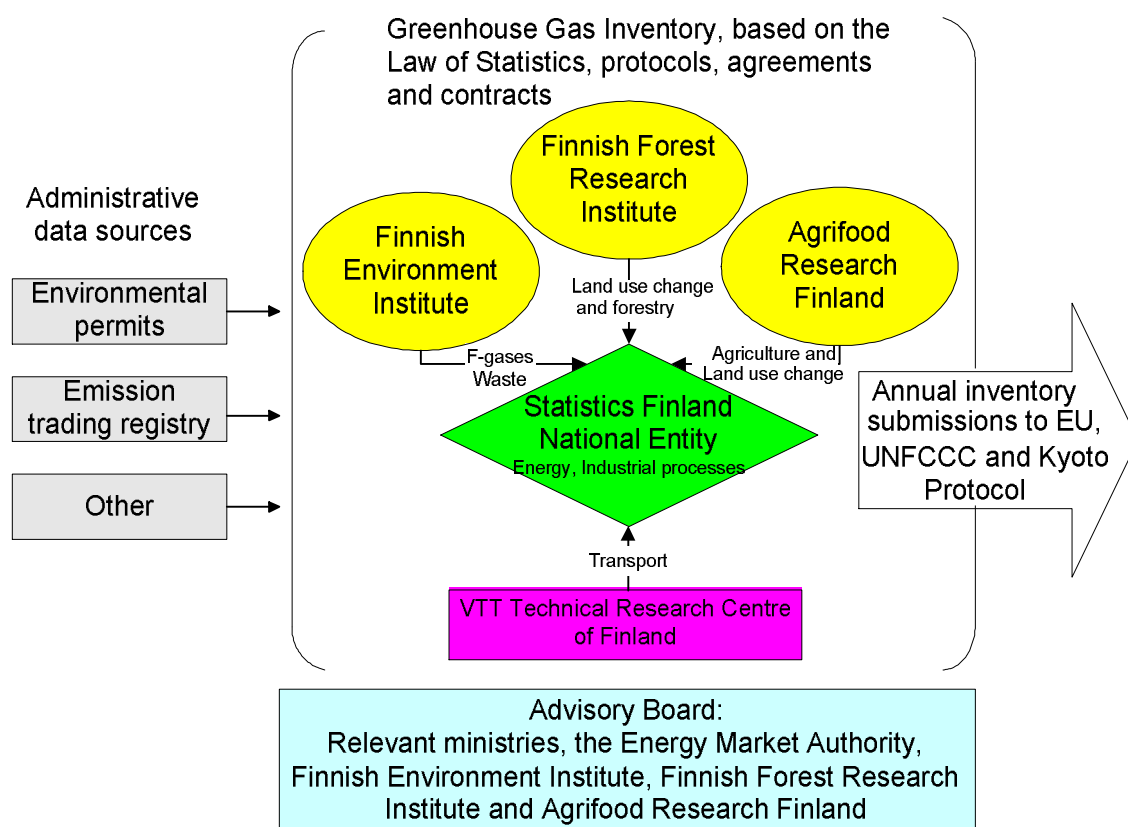 Greenhouse Gas Inventory, based on the
Law of Statistics, protocols, agreements
and contracts
Administrative
data sources
Environmental
permits
Emission
trading registry
Other
Finnish
Environment
Institute
Finnish Forest
Research
Institute
Agrifood
Research
Finland
F-gases
Waste
Land use change
and forestry
Agriculture and
Land use change
Statistics Finland
National Entity
Energy, Industrial processes
Transport
VTT Technical Research Centre
of Finland
Annual inventory
submissions to EU,
UNFCCC and Kyoto
Protocol
Advisory Board:
Relevant ministries, the Energy Market Authority,
Finnish Environment Institute, Finnish Forest Research
Institute and Agrifood Research Finland